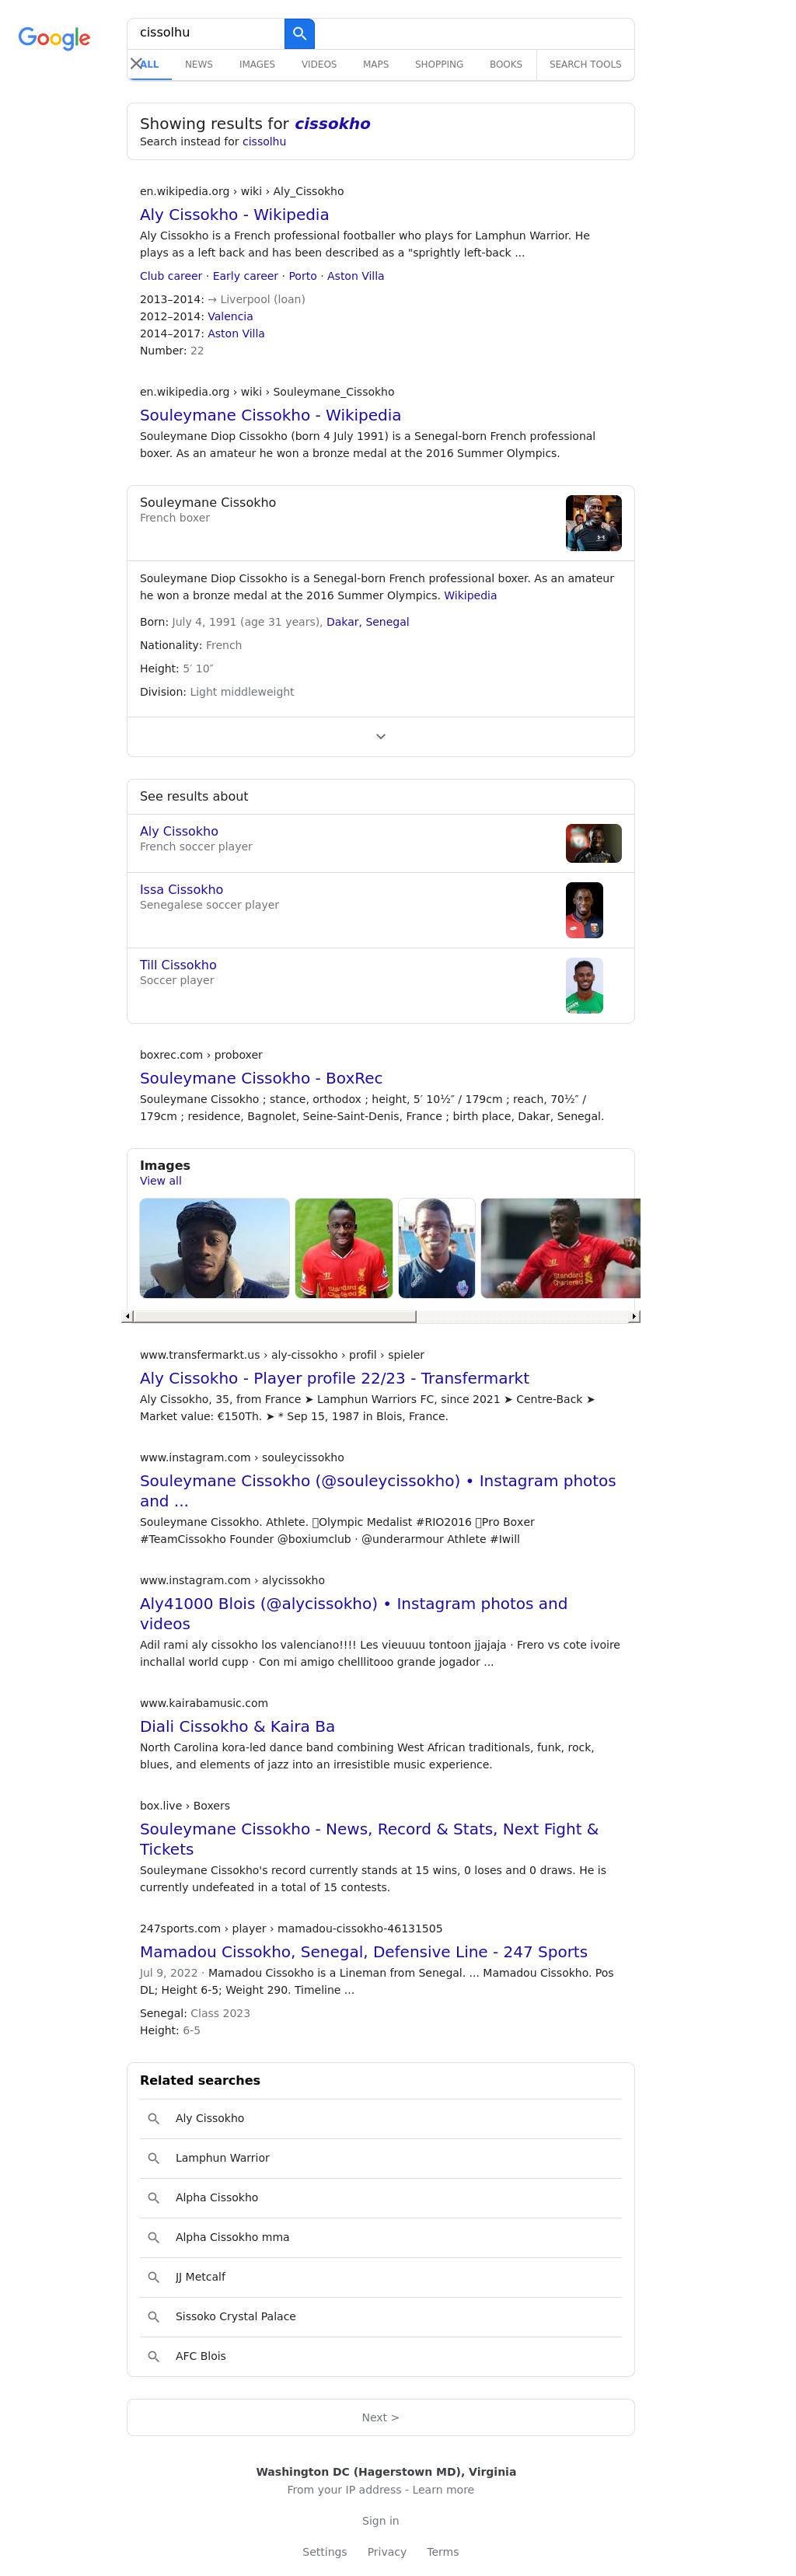 Google
cissolhu
ALL NEWS IMAGES VIDEOS MAPS SHOPPING BOOKS SEARCH TOOLS
Showing results for cissokho
Search instead for cissolhu
en.wikipedia.org › wiki › Aly_Cissokho
Aly Cissokho - Wikipedia
Aly Cissokho is a French professional footballer who plays for Lamphun Warrior. He
plays as a left back and has been described as a "sprightly left-back ...
Club career · Early career · Porto · Aston Villa
2013–2014: → Liverpool (loan)
2012–2014: Valencia
2014–2017: Aston Villa
Number: 22
en.wikipedia.org › wiki › Souleymane_Cissokho
Souleymane Cissokho - Wikipedia
Souleymane Diop Cissokho (born 4 July 1991) is a Senegal-born French professional
boxer. As an amateur he won a bronze medal at the 2016 Summer Olympics.
Souleymane Cissokho
French boxer
Souleymane Diop Cissokho is a Senegal-born French professional boxer. As an amateur
he won a bronze medal at the 2016 Summer Olympics. Wikipedia
Born: July 4, 1991 (age 31 years), Dakar, Senegal
Nationality: French
Height: 5′ 10″
Division: Light middleweight
See results about
Aly Cissokho
French soccer player
Issa Cissokho
Senegalese soccer player
Till Cissokho
Soccer player
boxrec.com › proboxer
Souleymane Cissokho - BoxRec
Souleymane Cissokho ; stance, orthodox ; height, 5′ 10½″ / 179cm ; reach, 70½″ /
179cm ; residence, Bagnolet, Seine-Saint-Denis, France ; birth place, Dakar, Senegal.
Images
View all
Standard
Chartered
Standard
Chartered
www.transfermarkt.us › aly-cissokho › profil › spieler
Aly Cissokho - Player profile 22/23 - Transfermarkt
Aly Cissokho, 35, from France ➤ Lamphun Warriors FC, since 2021 ➤ Centre-Back ➤
Market value: €150Th. ➤ * Sep 15, 1987 in Blois, France.
www.instagram.com › souleycissokho
Souleymane Cissokho (@souleycissokho) • Instagram photos
and ...
Souleymane Cissokho. Athlete. Olympic Medalist #RIO2016 Pro Boxer
#TeamCissokho Founder @boxiumclub · @underarmour Athlete #Iwill
www.instagram.com › alycissokho
Aly41000 Blois (@alycissokho) • Instagram photos and
videos
Adil rami aly cissokho los valenciano!!!! Les vieuuuu tontoon jjajaja · Frero vs cote ivoire
inchallal world cupp · Con mi amigo chelllitooo grande jogador ...
www.kairabamusic.com
Diali Cissokho & Kaira Ba
North Carolina kora-led dance band combining West African traditionals, funk, rock,
blues, and elements of jazz into an irresistible music experience.
box.live › Boxers
Souleymane Cissokho - News, Record & Stats, Next Fight &
Tickets
Souleymane Cissokho's record currently stands at 15 wins, 0 loses and 0 draws. He is
currently undefeated in a total of 15 contests.
247sports.com › player › mamadou-cissokho-46131505
Mamadou Cissokho, Senegal, Defensive Line - 247 Sports
Jul 9, 2022 · Mamadou Cissokho is a Lineman from Senegal. ... Mamadou Cissokho. Pos
DL; Height 6-5; Weight 290. Timeline ...
Senegal: Class 2023
Height: 6-5
Related searches
Aly Cissokho
Lamphun Warrior
Alpha Cissokho
Alpha Cissokho mma
JJ Metcalf
Sissoko Crystal Palace
AFC Blois
Next >
Washington DC (Hagerstown MD), Virginia
From your IP address - Learn more
Sign in
Settings Privacy Terms